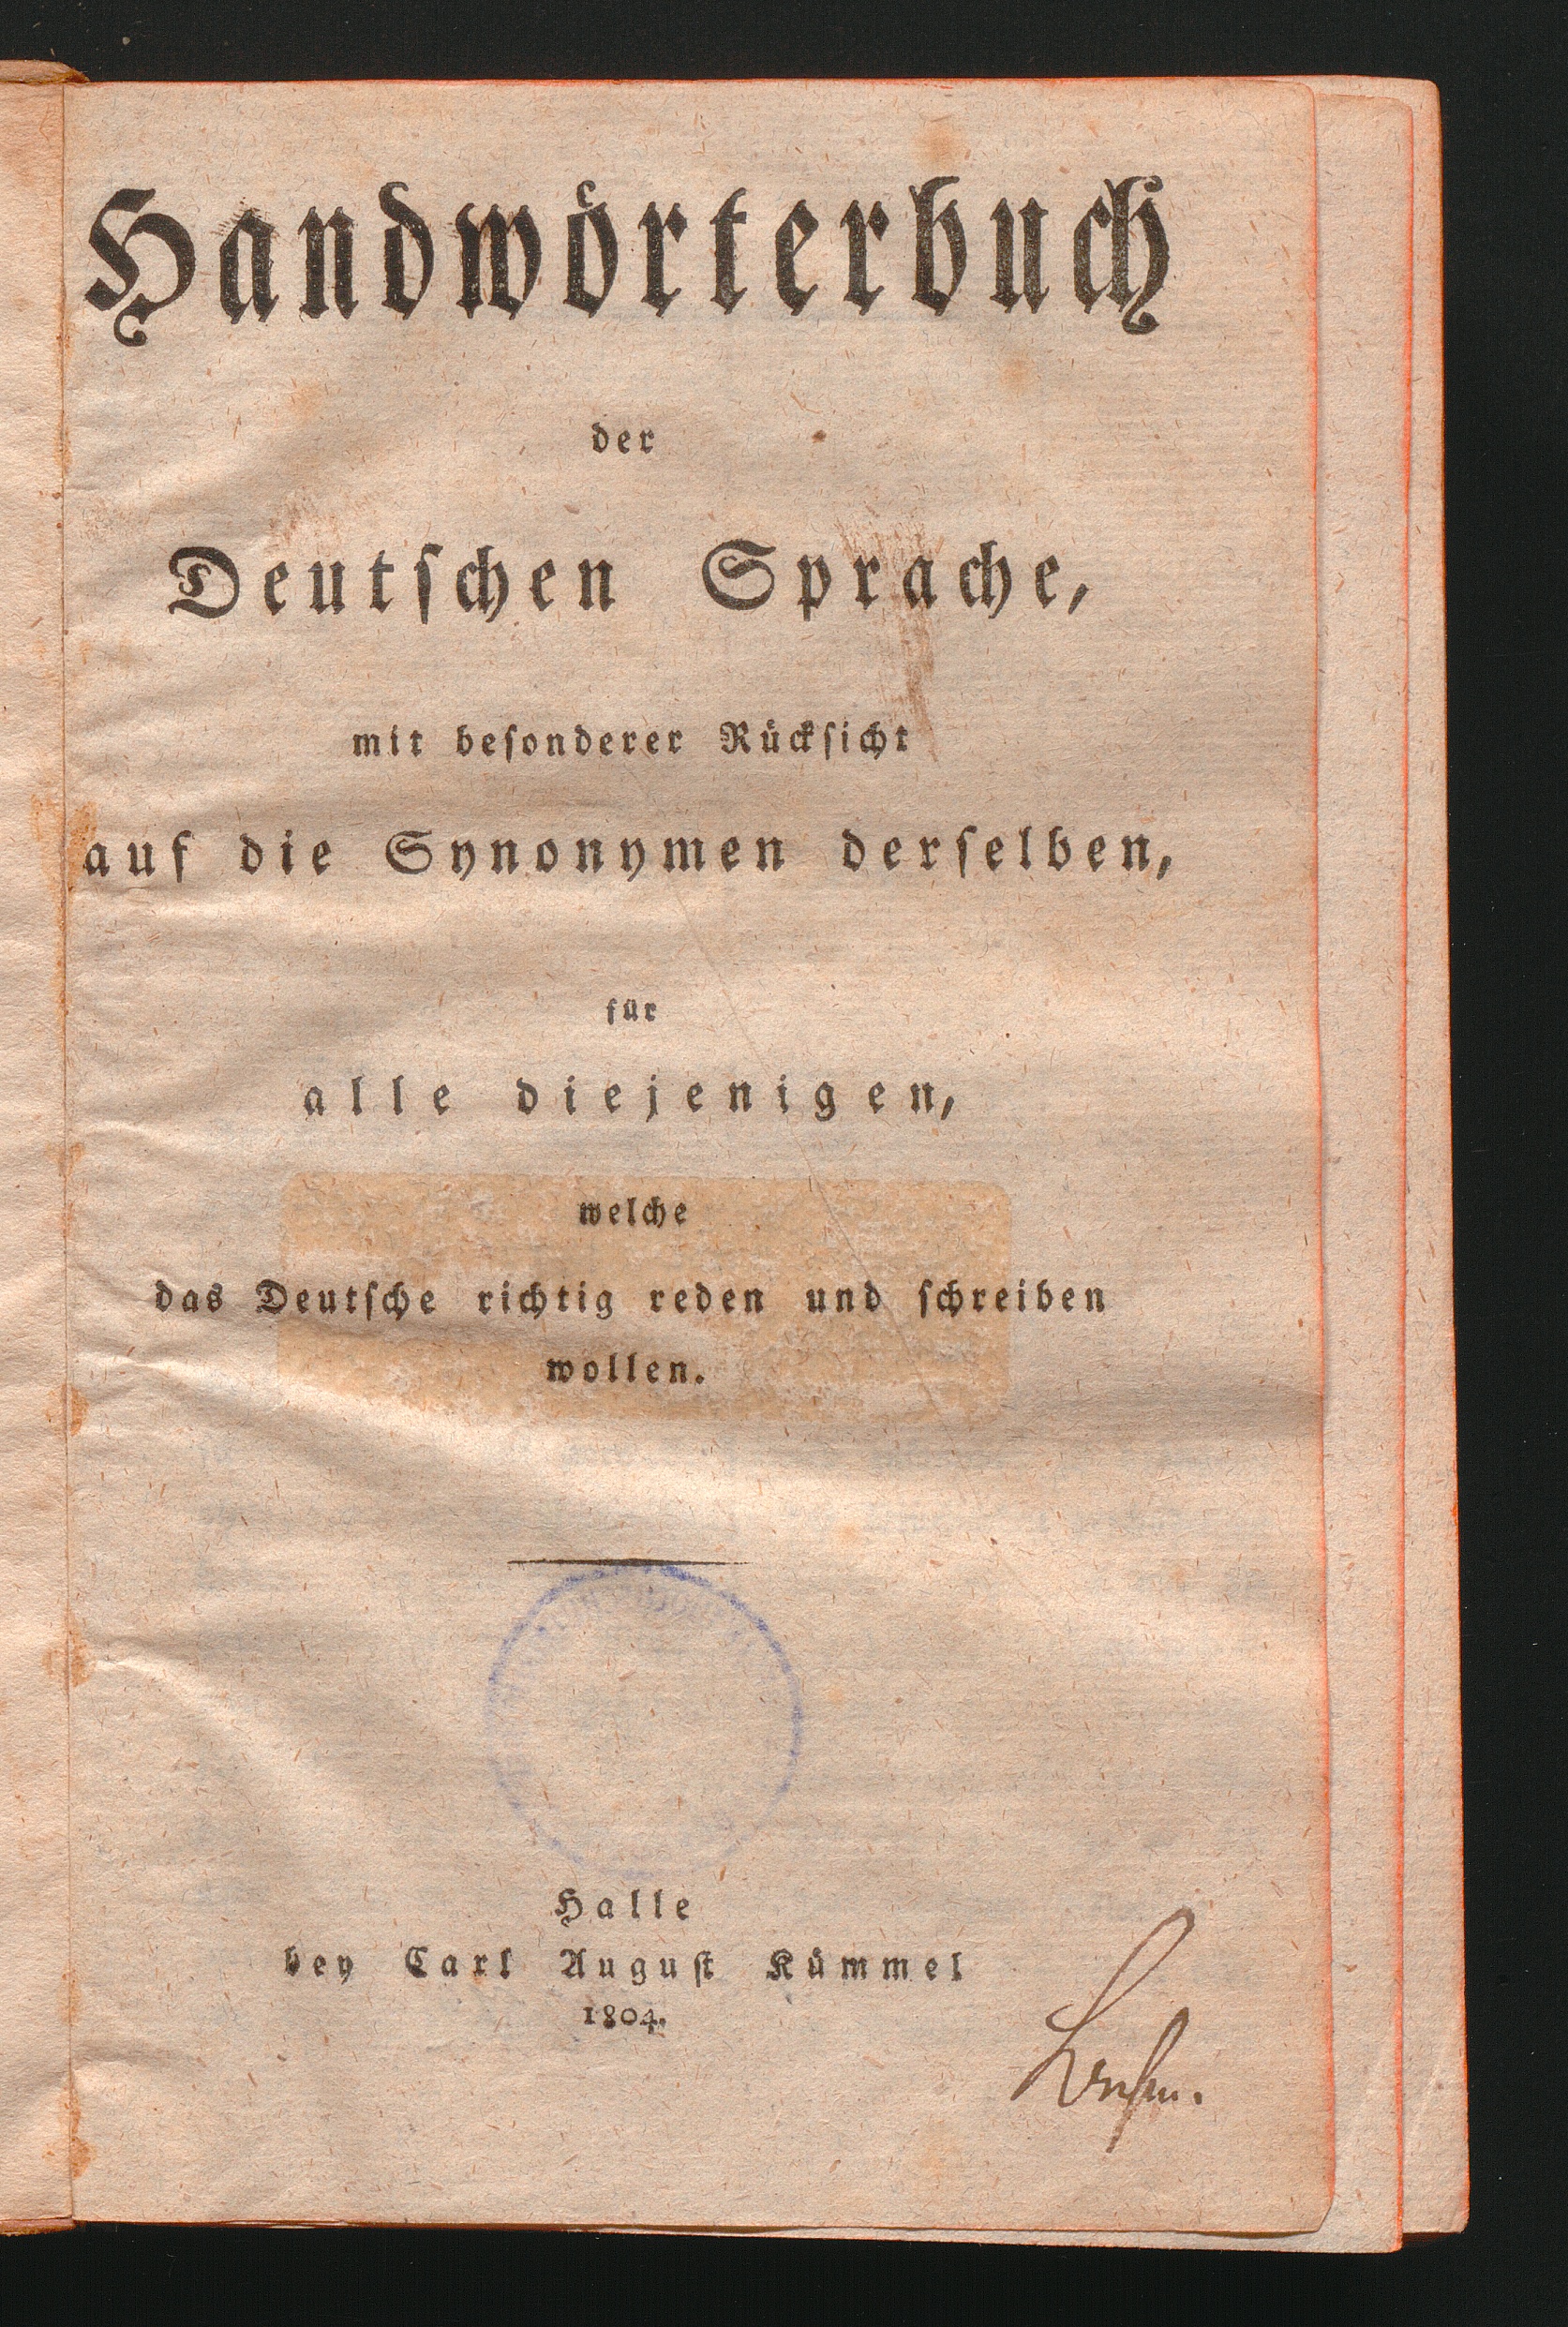 Handwörterbuch
der
Deutſchen Sprache,
mit beſonderer Rückſicht
auf die Synonymen derſelben,
für
alle diejenigen,
welche
das Deutſche richtig reden und ſchreiben
wollen.
Halle
bey Carl Auguſt Kümmel
1804.